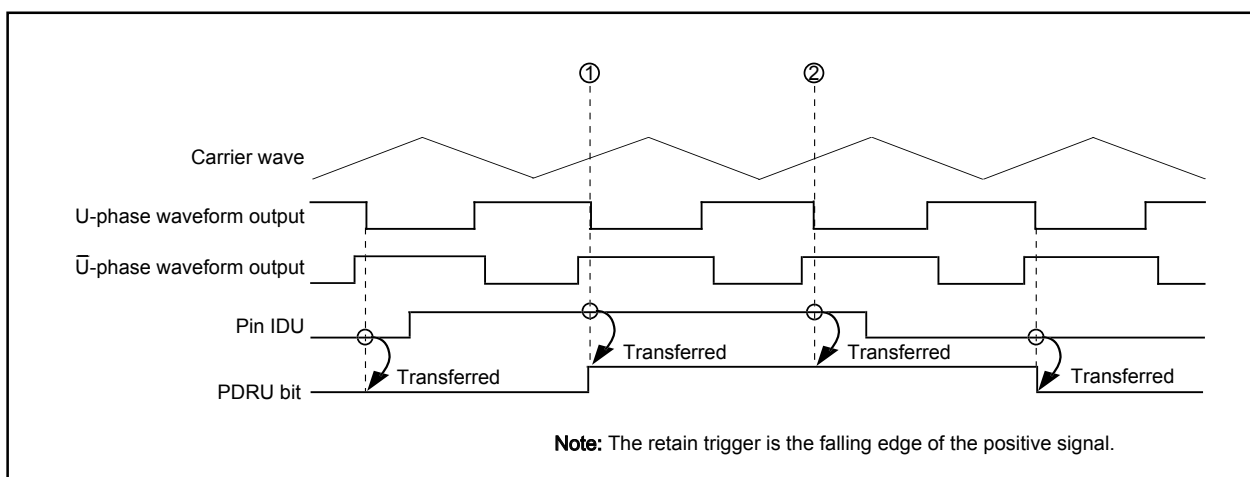 ① ②
Carrier wave
U-phase waveform output
U̅-phase waveform output
Pin IDU
Transferred Transferred
Transferred Transferred
PDRU bit
Note: The retain trigger is the falling edge of the positive signal.